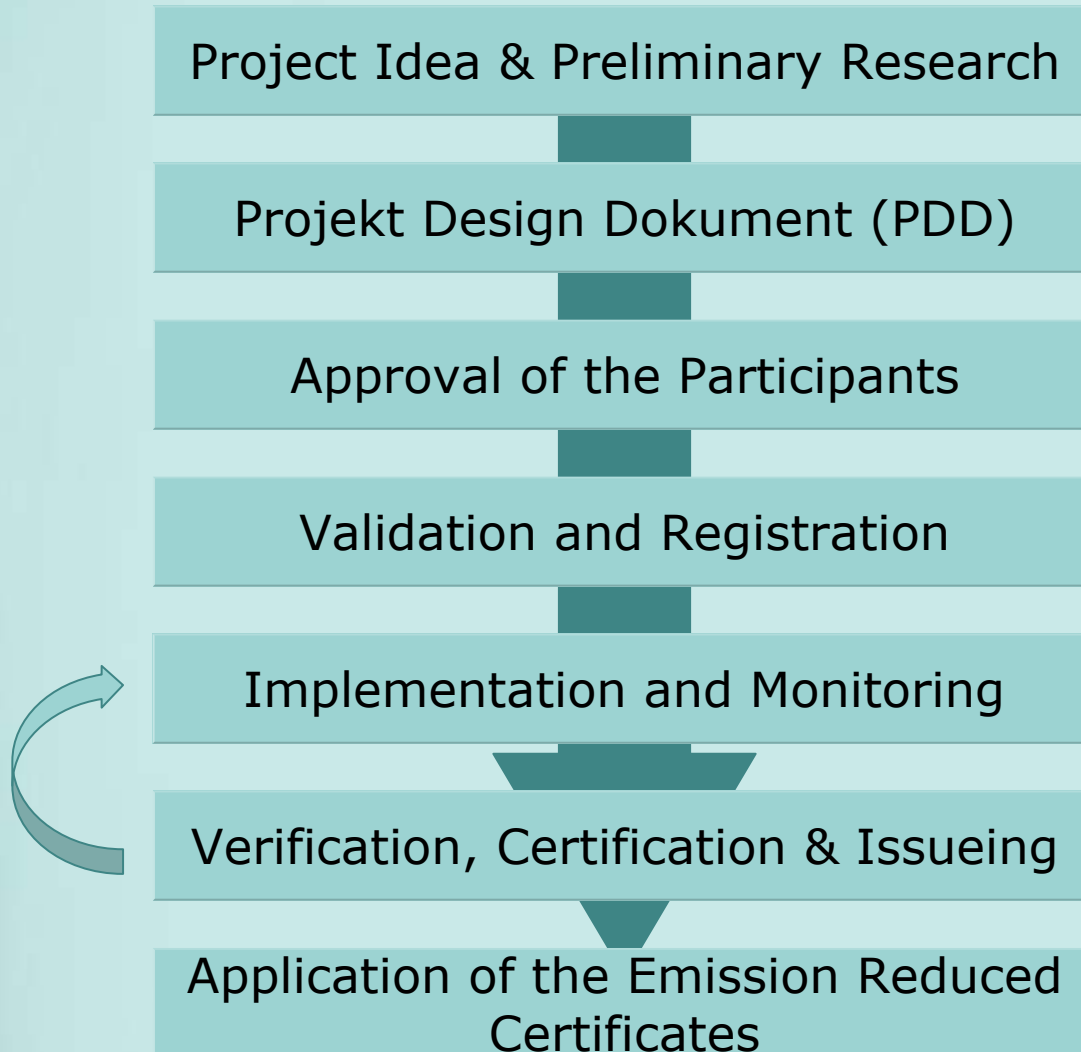 Project Idea & Preliminary Research
Projekt Design Dokument (PDD)
Approval of the Participants
Validation and Registration
Implementation and Monitoring
Verification, Certification & Issueing
Application of the Emission Reduced
Certificates